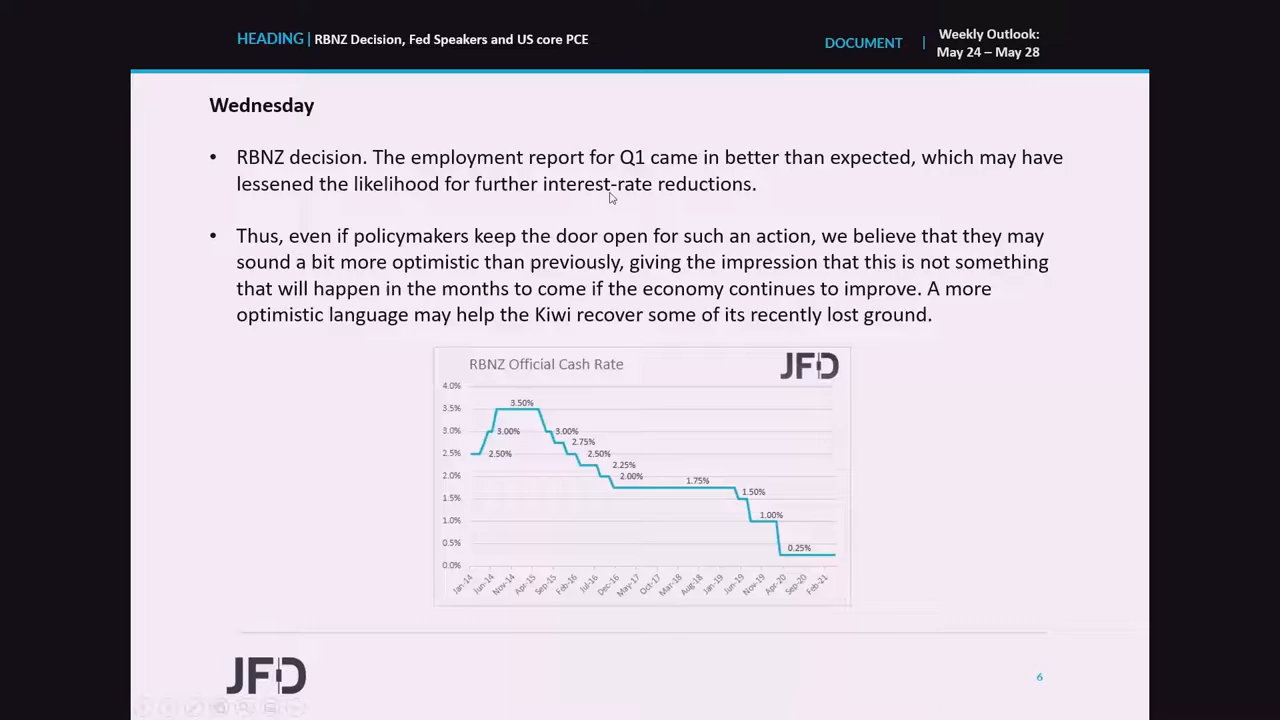 HEADING | RBNZ Decision, Fed Speakers and US core PCE
DOCUMENT | Weekly Outlook:
May 24 – May 28
Wednesday
• RBNZ decision. The employment report for Q1 came in better than expected, which may have
lessened the likelihood for further interest-rate reductions.
• Thus, even if policymakers keep the door open for such an action, we believe that they may
sound a bit more optimistic than previously, giving the impression that this is not something
that will happen in the months to come if the economy continues to improve. A more
optimistic language may help the Kiwi recover some of its recently lost ground.
RBNZ Official Cash Rate
JFD
4.0%
3.5%
3.0%
2.5%
2.0%
1.5%
1.0%
0.5%
0.0%
2.50%
3.00%
3.50%
3.00%
2.75%
2.50%
2.25%
2.00%
1.75%
1.50%
1.00%
0.25%
Jan-14
Jun-14
Nov-14
Apr-15
Sep-15
Feb-16
Jul-16
Dec-16
May-17
Oct-17
Mar-18
Aug-18
Jan-19
Jun-19
Nov-19
Apr-20
Sep-20
Feb-21
JFD
6